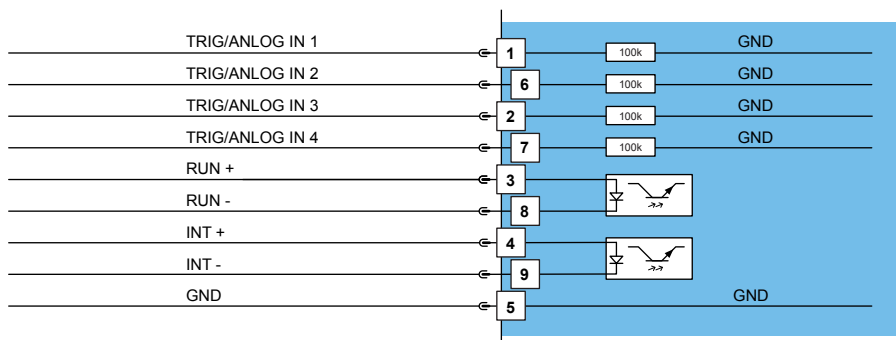 TRIG/ANLOG IN 1 1 100k GND
TRIG/ANLOG IN 2 6 100k GND
TRIG/ANLOG IN 3 2 100k GND
TRIG/ANLOG IN 4 7 100k GND
RUN + 3
RUN - 8
INT + 4
INT - 9
GND 5 GND